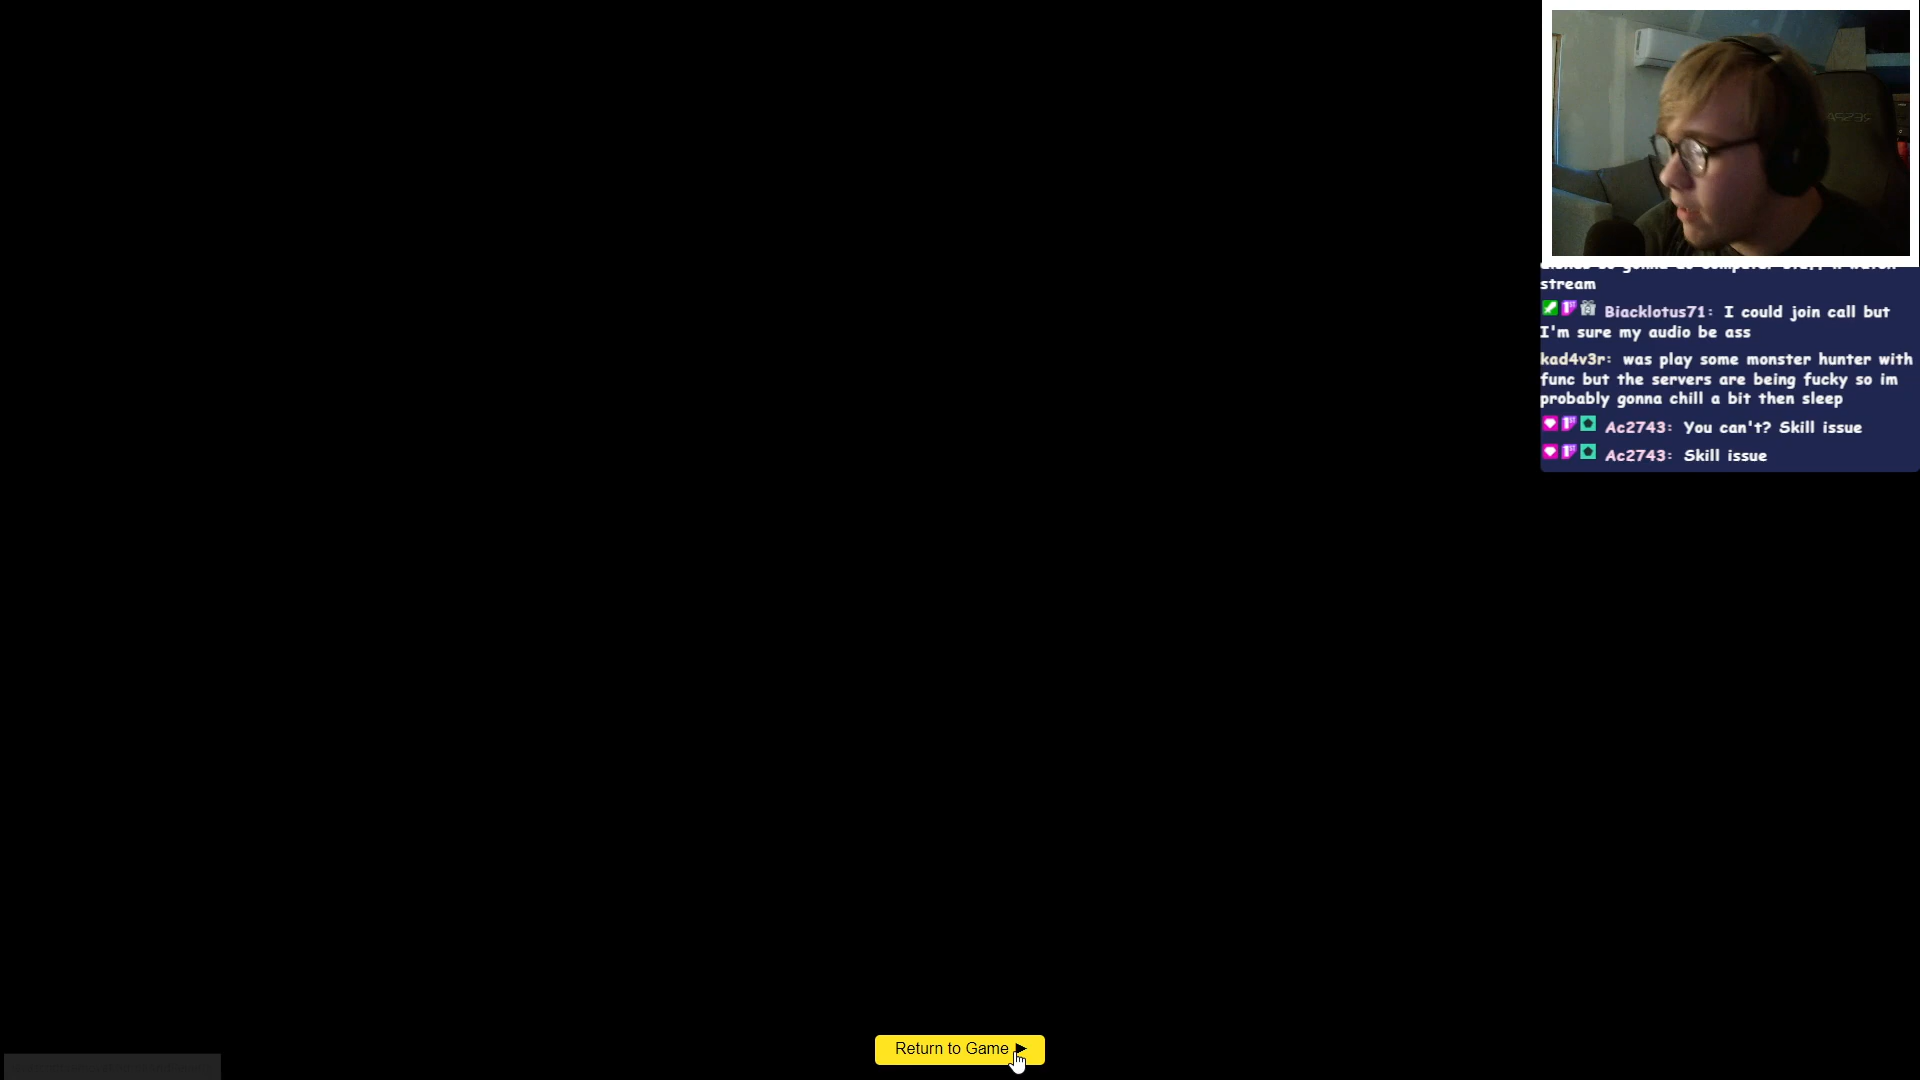 stream
Biacklotus71: I could join call but
I'm sure my audio be ass
kad4v3r: was play some monster hunter with
func but the servers are being fucky so im
probably gonna chill a bit then sleep
Ac2743: You can't? Skill issue
Ac2743: Skill issue
Return to Game ►